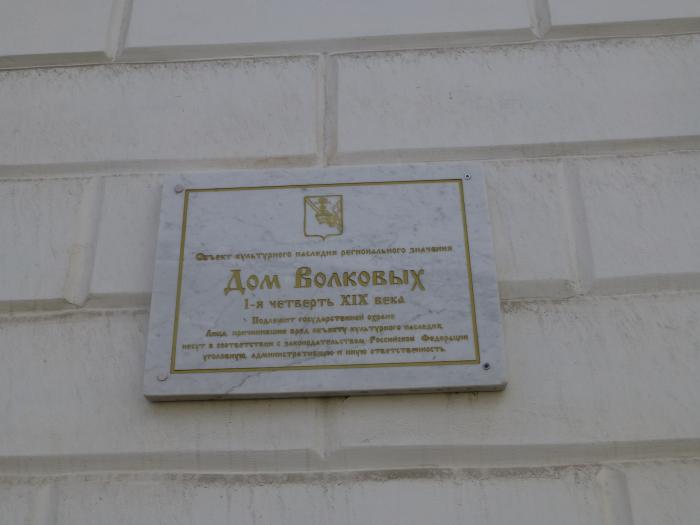 Объект культурного наследия регионального значения
Дом Волковых
1-я четверть XIX века
Подлежит государственной охране
Лица, причинившие вред объекту культурного наследия,
несут в соответствии с законодательством Российской Федерации
уголовную, административную и иную ответственность